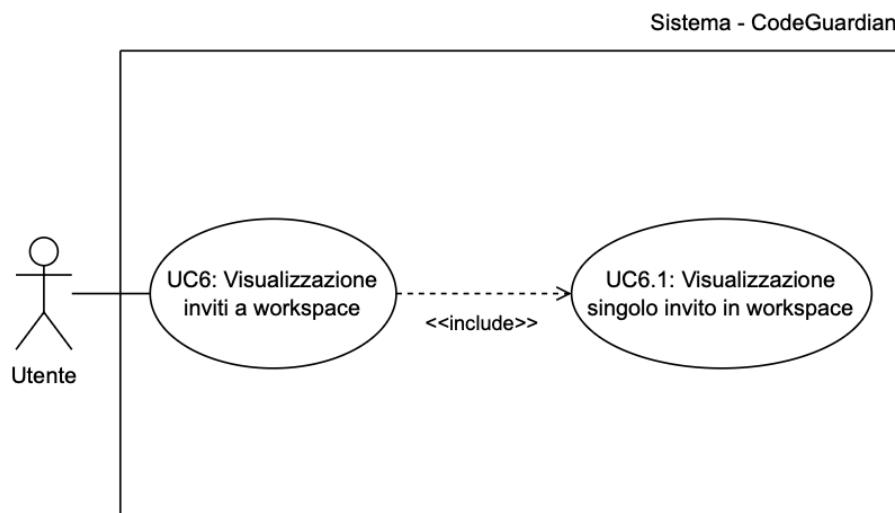 Sistema - CodeGuardian
UC6: Visualizzazione
inviti a workspace
UC6.1: Visualizzazione
singolo invito in workspace
<<include>>
Utente